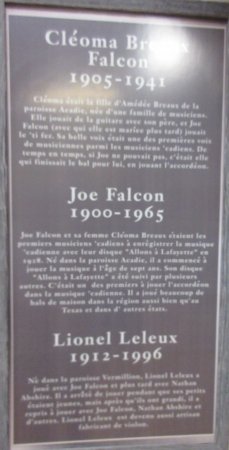 Cléoma Breaux
Falcon
1905-1941
Cléoma était la fille d'Amédée Breaux de la
paroisse Acadie, née d'une famille de musiciens.
Elle jouait de la guitare avec son père, et Joe
Falcon (avec qui elle est mariée plus tard) jouait
le 'ti fer. Sa belle voix était une des premières voix
de musiciennes parmi les musiciens 'cadiens. De
temps en temps, si Joe ne pouvait pas, c'était elle
qui finissait le bal pour lui, en jouant l'accordéon.
Joe Falcon
1900-1965
Joe Falcon et sa femme Cléoma Breaux étaient les
premiers musiciens 'cadiens à enrégistrer la musique
'cadienne avec leur disque "Allons à Lafayette" en
1928. Né dans la paroisse Acadie, il a commencé à
jouer la musique à l'âge de sept ans. Son disque
"Allons à Lafayette" a été suivi par plusieurs
autres. C'était un des premiers à jouer l'accordéon
dans la musique 'cadienne. Il a joué beaucoup de
bals de maison dans la région aussi bien qu'au
Texas et dans d' autres états.
Lionel Leleux
1912-1996
Né dans la paroisse Vermillion, Lionel Leleux a
joué avec Joe Falcon et plus tard avec Nathan
Abshire. Il a arrêté de jouer pendant que ses petits
étaient jeunes, mais après qu'ils ont grandi, il a
repris à jouer avec Joe Falcon, Nathan Abshire et
d'autres. Lionel Leleux est devenu aussi artisan
fabricant de violon.